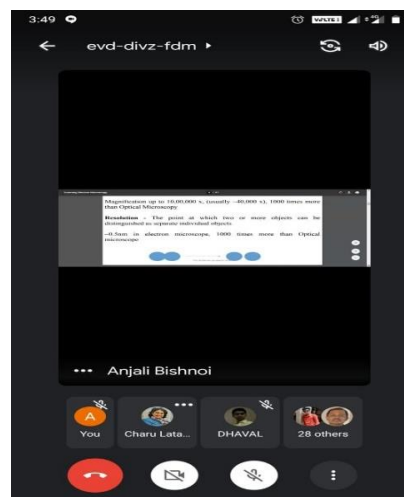 3:49
VoLTE1
4G
evd-divz-fdm
Magnification up to 10,00,000 x, (usually ~40,000 x), 1000 times more
than Optical Microscopy
Resolution - The point at which two or more objects can be
distinguished as separate individual objects
~0.5nm in electron microscope, 1000 times more than Optical
microscope
Anjali Bishnoi
A
You
Charu Lata...
DHAVAL
28 others